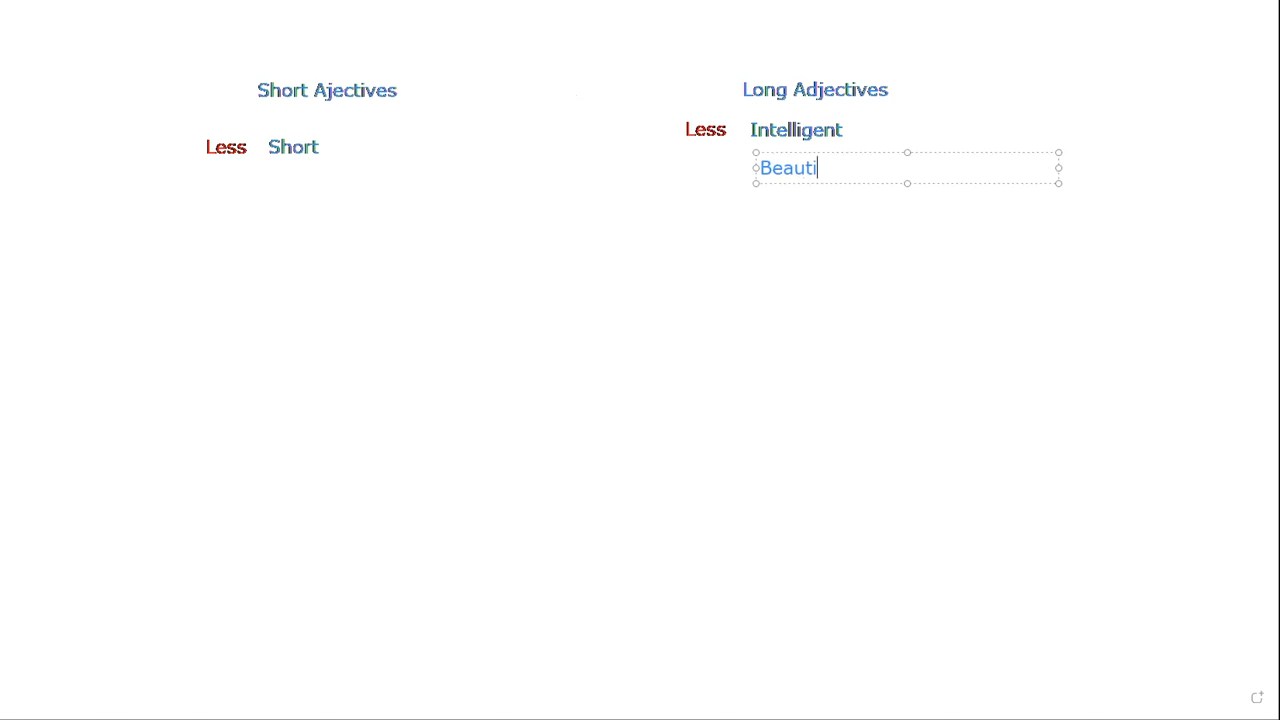 Short Ajectives
Less Short
Long Adjectives
Less Intelligent
Beauti